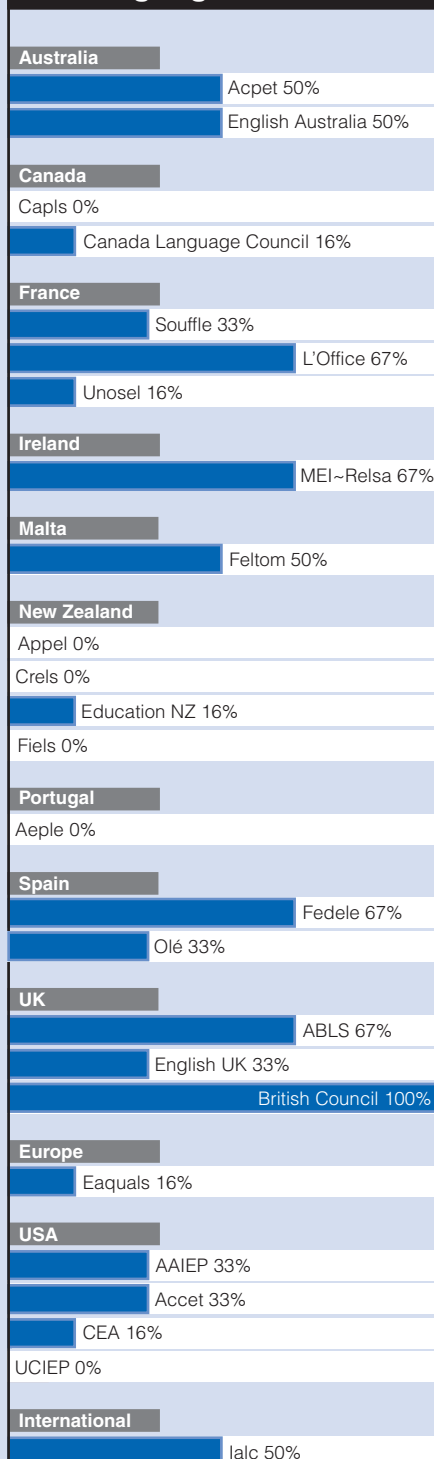 Australia
Acpet 50%
English Australia 50%
Canada
Capls 0%
Canada Language Council 16%
France
Souffle 33%
L’Office 67%
Unosel 16%
Ireland
MEI~Relsa 67%
Malta
Feltom 50%
New Zealand
Appel 0%
Crels 0%
Education NZ 16%
Fiels 0%
Portugal
Aeple 0%
Spain
Fedele 67%
Olé 33%
UK
ABLS 67%
English UK 33%
British Council 100%
Europe
Eaquals 16%
USA
AAIEP 33%
Accet 33%
CEA 16%
UCIEP 0%
International
Ialc 50%